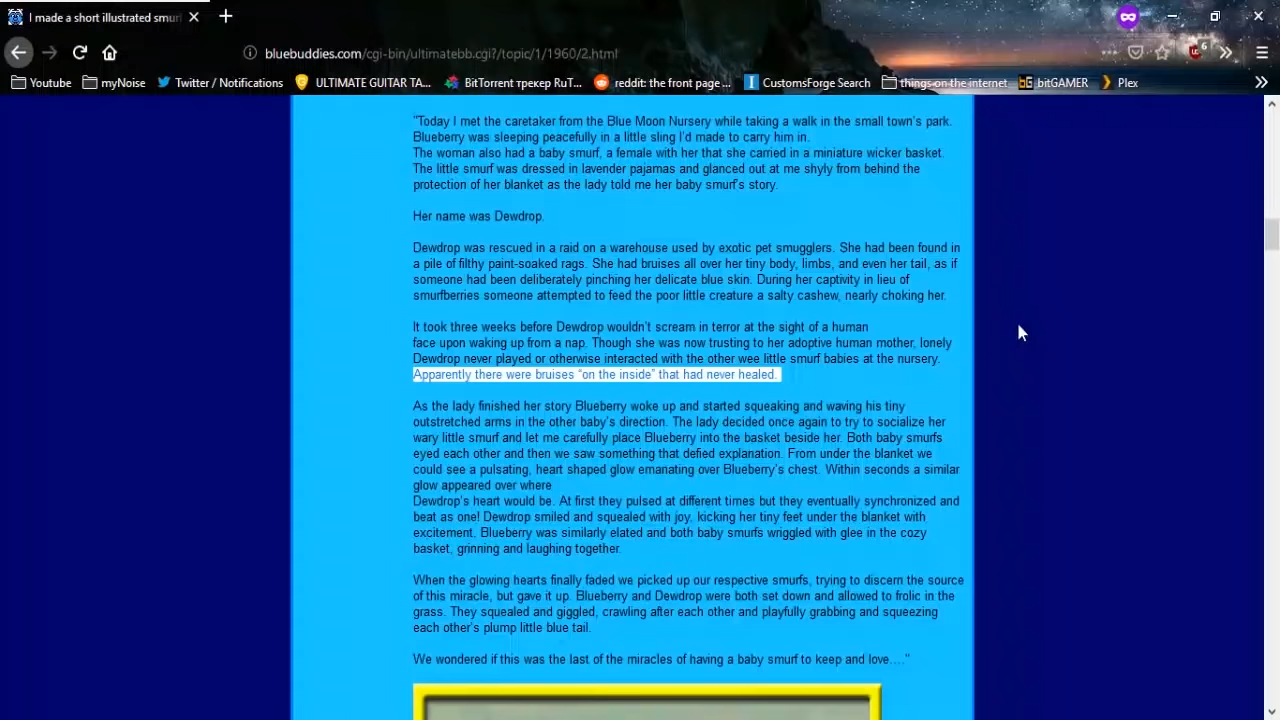 I made a short illustrated smurf
bluebuddies.com/cgi-bin/ultimatebb.cgi?/topic/1/1960/2.html
6
Youtube
myNoise
Twitter / Notifications
ULTIMATE GUITAR TA...
BitTorrent трекер RuT...
reddit: the front page ...
CustomsForge Search
things on the internet
bitGAMER
Plex
"Today I met the caretaker from the Blue Moon Nursery while taking a walk in the small town's park.
Blueberry was sleeping peacefully in a little sling I'd made to carry him in.
The woman also had a baby smurf, a female with her that she carried in a miniature wicker basket.
The little smurf was dressed in lavender pajamas and glanced out at me shyly from behind the
protection of her blanket as the lady told me her baby smurf's story.
Her name was Dewdrop.
Dewdrop was rescued in a raid on a warehouse used by exotic pet smugglers. She had been found in
a pile of filthy paint-soaked rags. She had bruises all over her tiny body, limbs, and even her tail, as if
someone had been deliberately pinching her delicate blue skin. During her captivity in lieu of
smurfberries someone attempted to feed the poor little creature a salty cashew, nearly choking her.
It took three weeks before Dewdrop wouldn't scream in terror at the sight of a human
face upon waking up from a nap. Though she was now trusting to her adoptive human mother, lonely
Dewdrop never played or otherwise interacted with the other wee little smurf babies at the nursery.
Apparently there were bruises "on the inside" that had never healed.
As the lady finished her story Blueberry woke up and started squeaking and waving his tiny
outstretched arms in the other baby's direction. The lady decided once again to try to socialize her
wary little smurf and let me carefully place Blueberry into the basket beside her. Both baby smurfs
eyed each other and then we saw something that defied explanation. From under the blanket we
could see a pulsating, heart shaped glow emanating over Blueberry's chest. Within seconds a similar
glow appeared over where
Dewdrop's heart would be. At first they pulsed at different times but they eventually synchronized and
beat as one! Dewdrop smiled and squealed with joy, kicking her tiny feet under the blanket with
excitement. Blueberry was similarly elated and both baby smurfs wriggled with glee in the cozy
basket, grinning and laughing together.
When the glowing hearts finally faded we picked up our respective smurfs, trying to discern the source
of this miracle, but gave it up. Blueberry and Dewdrop were both set down and allowed to frolic in the
grass. They squealed and giggled, crawling after each other and playfully grabbing and squeezing
each other's plump little blue tail.
We wondered if this was the last of the miracles of having a baby smurf to keep and love...."